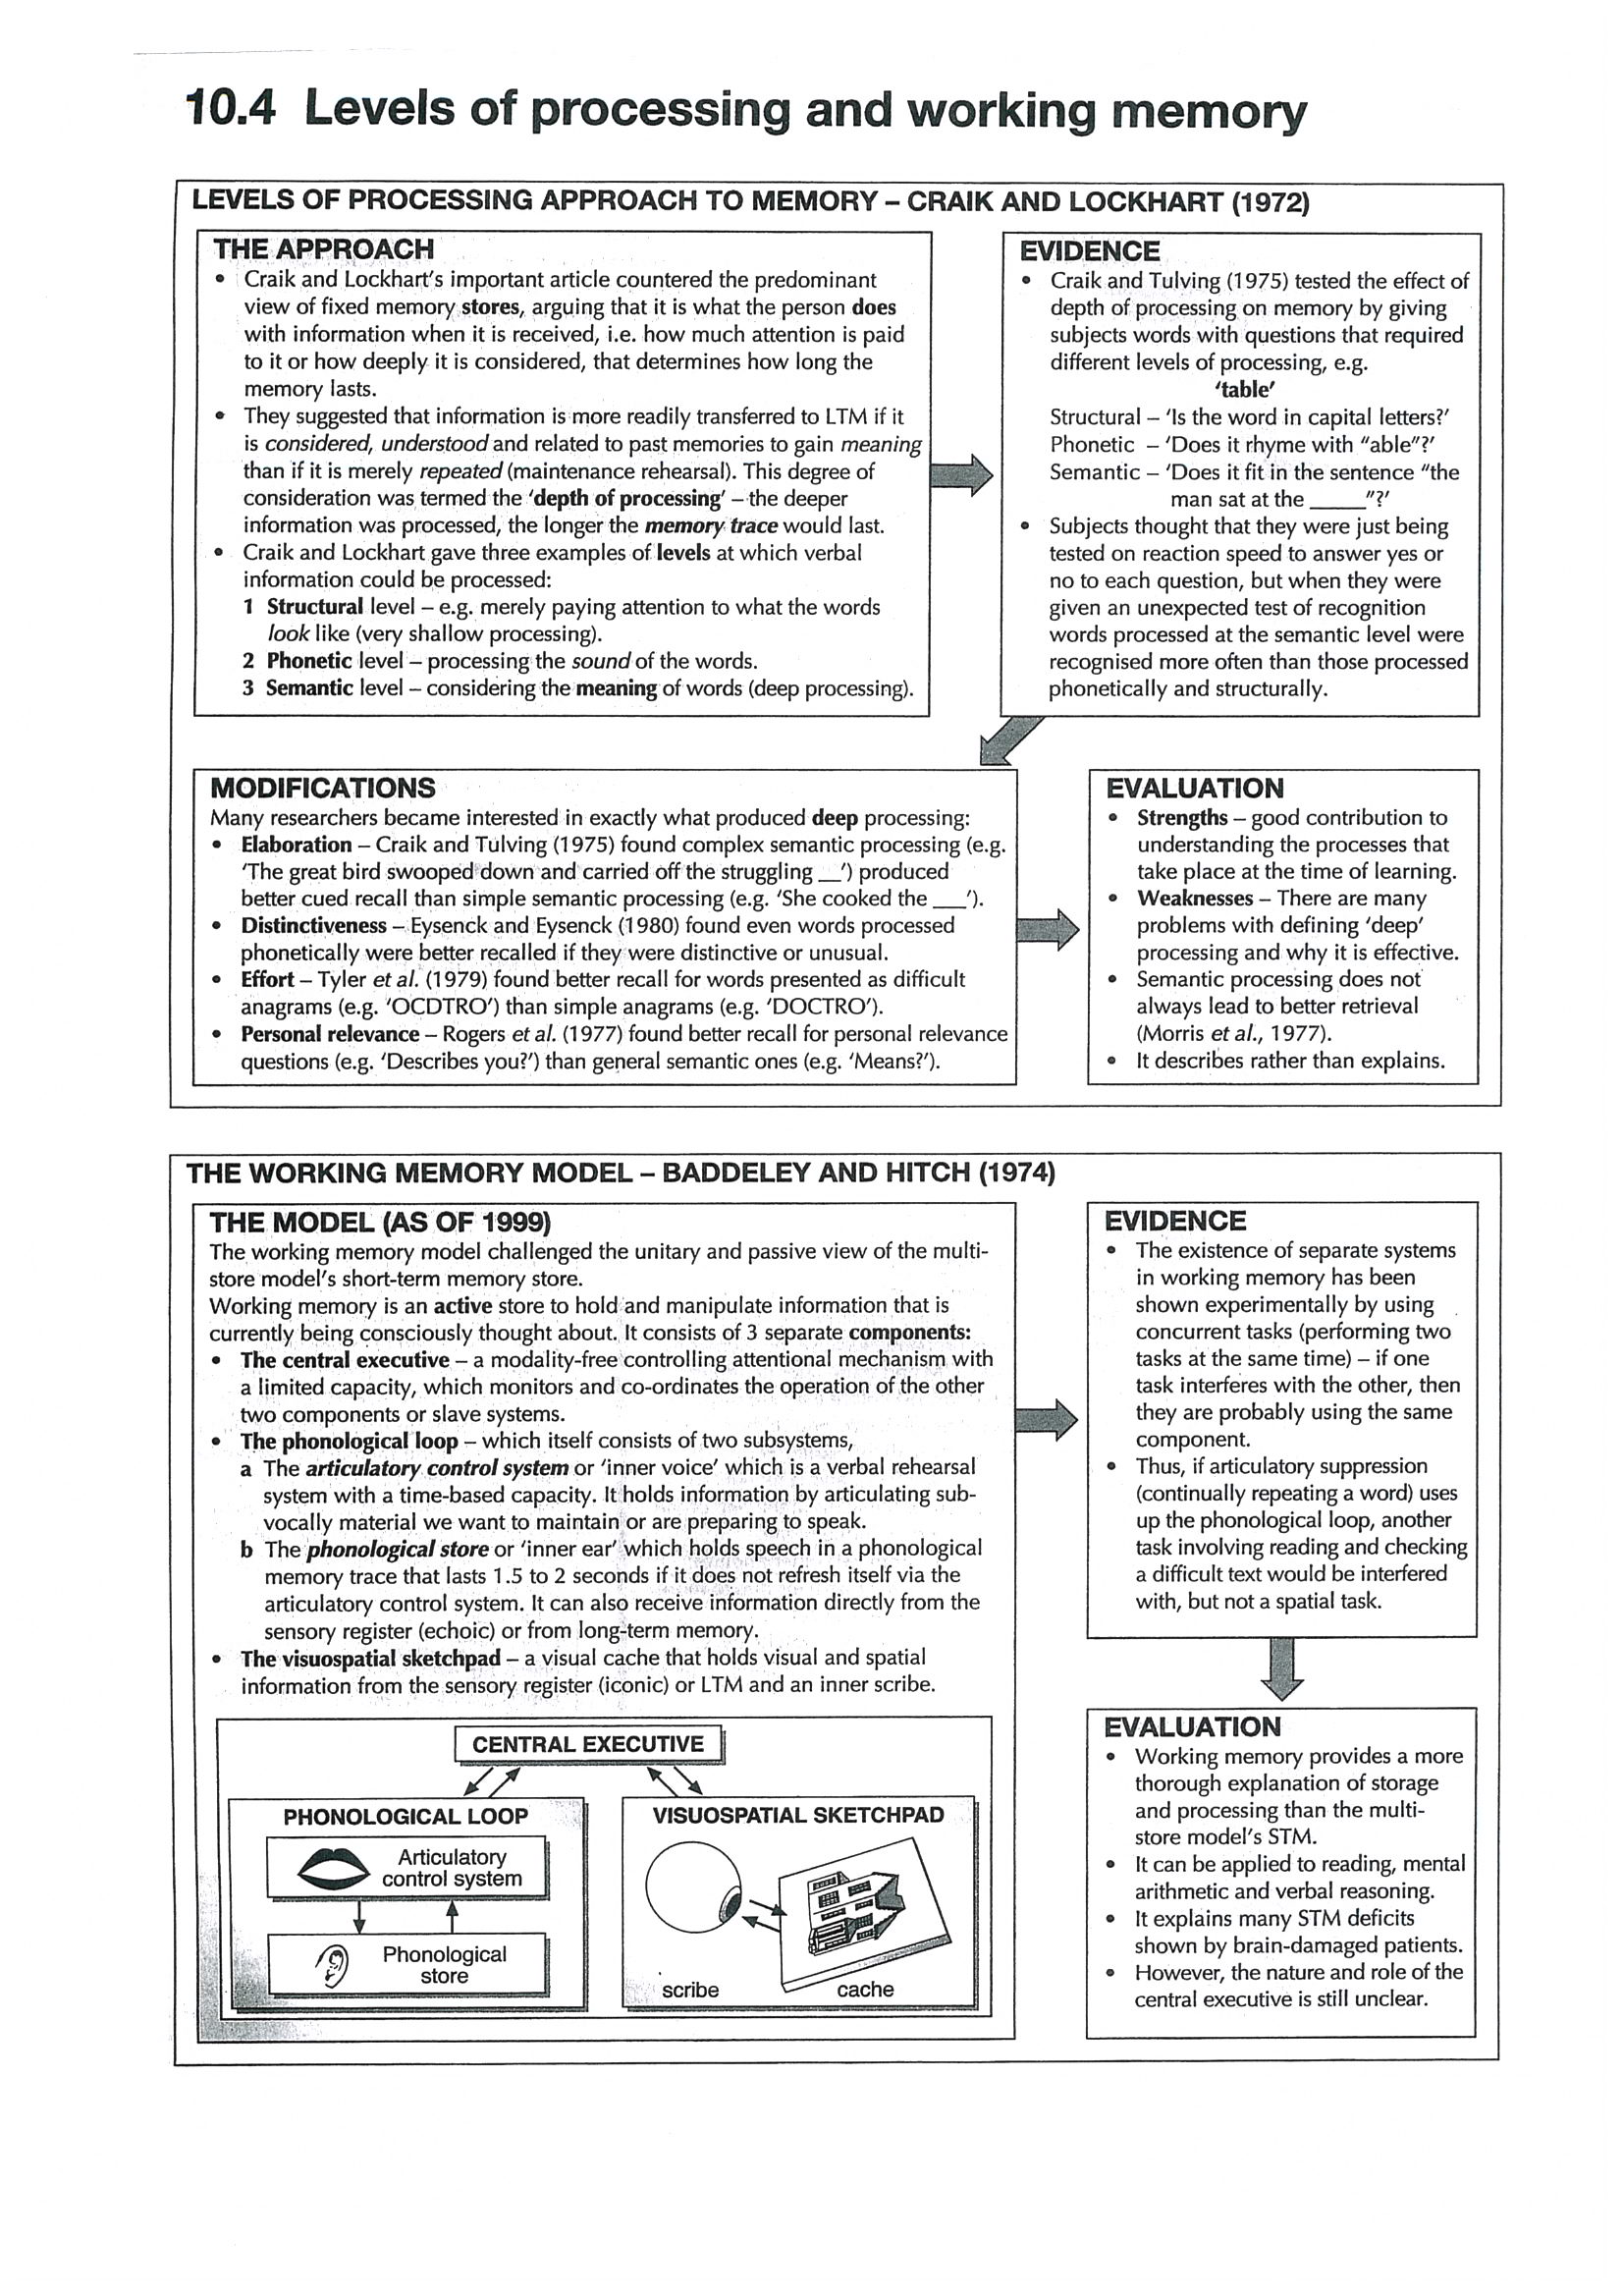 10.4 Levels of processing and working memory
LEVELS OF PROCESSING APPROACH TO MEMORY – CRAIK AND LOCKHART (1972)
THE APPROACH
• Craik and Lockhart's important article countered the predominant
view of fixed memory stores, arguing that it is what the person does
with information when it is received, i.e. how much attention is paid
to it or how deeply it is considered, that determines how long the
memory lasts.
• They suggested that information is more readily transferred to LTM if it
is considered, understood and related to past memories to gain meaning
than if it is merely repeated (maintenance rehearsal). This degree of
consideration was termed the 'depth of processing' – the deeper
information was processed, the longer the memory trace would last.
• Craik and Lockhart gave three examples of levels at which verbal
information could be processed:
1 Structural level – e.g. merely paying attention to what the words
look like (very shallow processing).
2 Phonetic level – processing the sound of the words.
3 Semantic level – considering the meaning of words (deep processing).
EVIDENCE
• Craik and Tulving (1975) tested the effect of
depth of processing on memory by giving
subjects words with questions that required
different levels of processing, e.g.
'table'
Structural – 'Is the word in capital letters?'
Phonetic – 'Does it rhyme with "able"?'
Semantic – 'Does it fit in the sentence "the
man sat at the _____"?'
• Subjects thought that they were just being
tested on reaction speed to answer yes or
no to each question, but when they were
given an unexpected test of recognition
words processed at the semantic level were
recognised more often than those processed
phonetically and structurally.
MODIFICATIONS
Many researchers became interested in exactly what produced deep processing:
• Elaboration – Craik and Tulving (1975) found complex semantic processing (e.g.
'The great bird swooped down and carried off the struggling __') produced
better cued recall than simple semantic processing (e.g. 'She cooked the ___').
• Distinctiveness – Eysenck and Eysenck (1980) found even words processed
phonetically were better recalled if they were distinctive or unusual.
• Effort – Tyler et al. (1979) found better recall for words presented as difficult
anagrams (e.g. 'OCDTRO') than simple anagrams (e.g. 'DOCTRO').
• Personal relevance – Rogers et al. (1977) found better recall for personal relevance
questions (e.g. 'Describes you?') than general semantic ones (e.g. 'Means?').
EVALUATION
• Strengths – good contribution to
understanding the processes that
take place at the time of learning.
• Weaknesses – There are many
problems with defining 'deep'
processing and why it is effective.
• Semantic processing does not
always lead to better retrieval
(Morris et al., 1977).
• It describes rather than explains.
THE WORKING MEMORY MODEL – BADDELEY AND HITCH (1974)
THE MODEL (AS OF 1999)
The working memory model challenged the unitary and passive view of the multi-
store model's short-term memory store.
Working memory is an active store to hold and manipulate information that is
currently being consciously thought about. It consists of 3 separate components:
• The central executive – a modality-free controlling attentional mechanism with
a limited capacity, which monitors and co-ordinates the operation of the other
two components or slave systems.
• The phonological loop – which itself consists of two subsystems,
a The articulatory control system or 'inner voice' which is a verbal rehearsal
system with a time-based capacity. It holds information by articulating sub-
vocally material we want to maintain or are preparing to speak.
b The phonological store or 'inner ear' which holds speech in a phonological
memory trace that lasts 1.5 to 2 seconds if it does not refresh itself via the
articulatory control system. It can also receive information directly from the
sensory register (echoic) or from long-term memory.
• The visuospatial sketchpad – a visual cache that holds visual and spatial
information from the sensory register (iconic) or LTM and an inner scribe.
CENTRAL EXECUTIVE
PHONOLOGICAL LOOP
Articulatory
control system
Phonological
store
VISUOSPATIAL SKETCHPAD
scribe cache
EVIDENCE
• The existence of separate systems
in working memory has been
shown experimentally by using
concurrent tasks (performing two
tasks at the same time) – if one
task interferes with the other, then
they are probably using the same
component.
• Thus, if articulatory suppression
(continually repeating a word) uses
up the phonological loop, another
task involving reading and checking
a difficult text would be interfered
with, but not a spatial task.
EVALUATION
• Working memory provides a more
thorough explanation of storage
and processing than the multi-
store model's STM.
• It can be applied to reading, mental
arithmetic and verbal reasoning.
• It explains many STM deficits
shown by brain-damaged patients.
• However, the nature and role of the
central executive is still unclear.